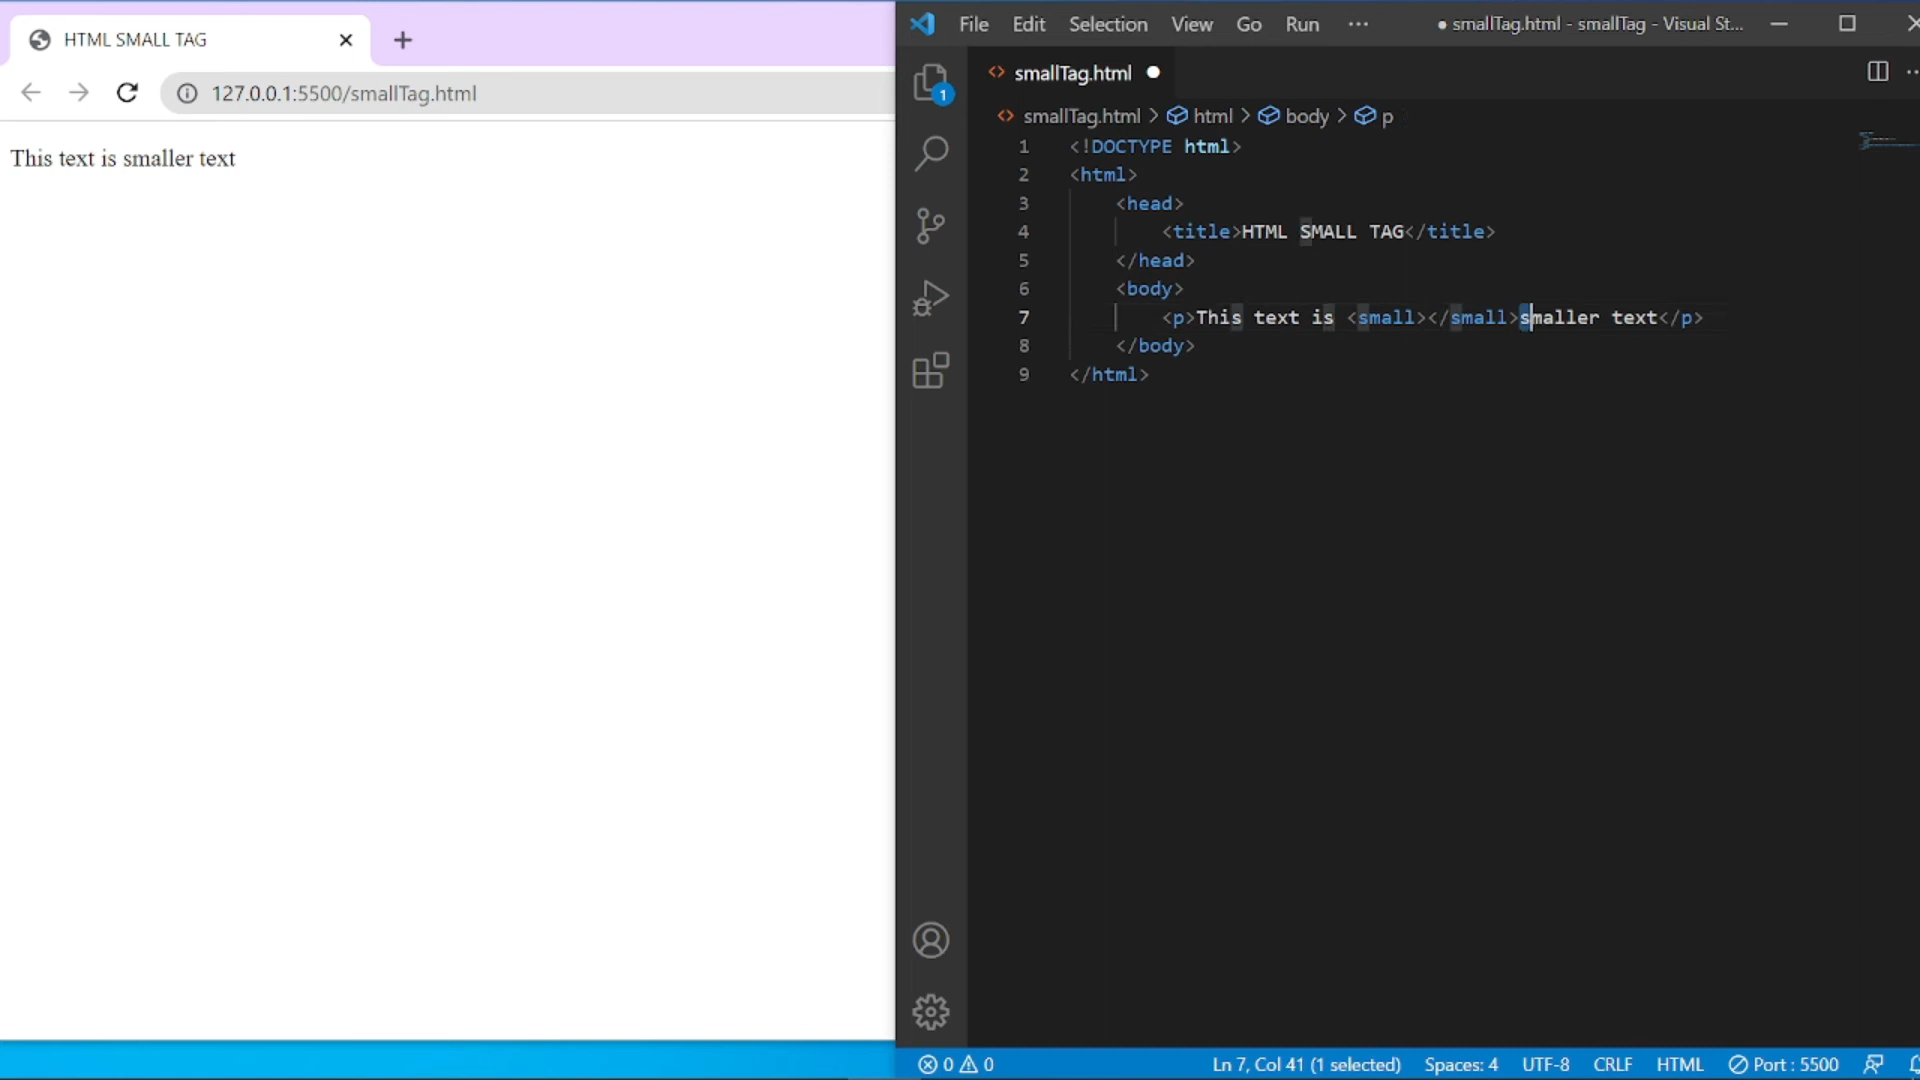 HTML SMALL TAG
127.0.0.1:5500/smallTag.html
This text is smaller text
File Edit Selection View Go Run ··· ● smallTag.html - smallTag - Visual St...
1
smallTag.html
smallTag.html > html > body > p
1 <!DOCTYPE html>
2 <html>
3 <head>
4 <title>HTML SMALL TAG</title>
5 </head>
6 <body>
7 <p>This text is <small></small>smaller text</p>
8 </body>
9 </html>
0 0 Ln 7, Col 41 (1 selected) Spaces: 4 UTF-8 CRLF HTML Port : 5500